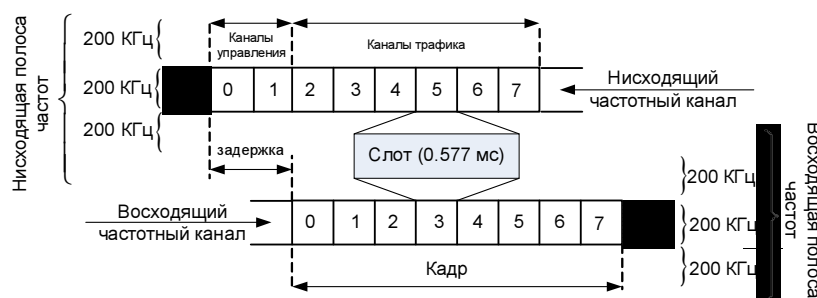 Нисходящая полоса
частот
200 КГц
200 КГц
200 КГц
Каналы
управления
Каналы трафика
0 1 2 3 4 5 6 7
Нисходящий
частотный канал
задержка
Слот (0.577 мс)
Восходящий
частотный канал
0 1 2 3 4 5 6 7
Кадр
200 КГц
200 КГц
200 КГц
Восходящая полоса
частот